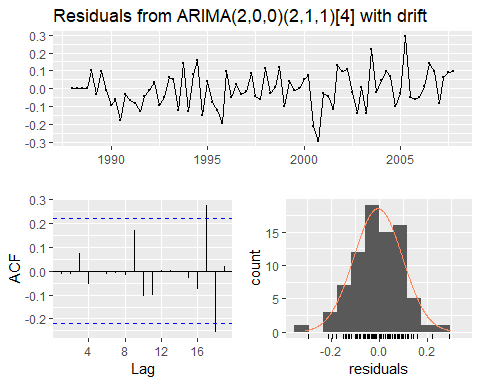 Residuals from ARIMA(2,0,0)(2,1,1)[4] with drift
0.3
0.2
0.1
0.0
-0.1
-0.2
-0.3
1990 1995 2000 2005
0.3
0.2
0.1
0.0
-0.1
-0.2
ACF
4 8 12 16
Lag
15
10
5
0
count
-0.2 0.0 0.2
residuals